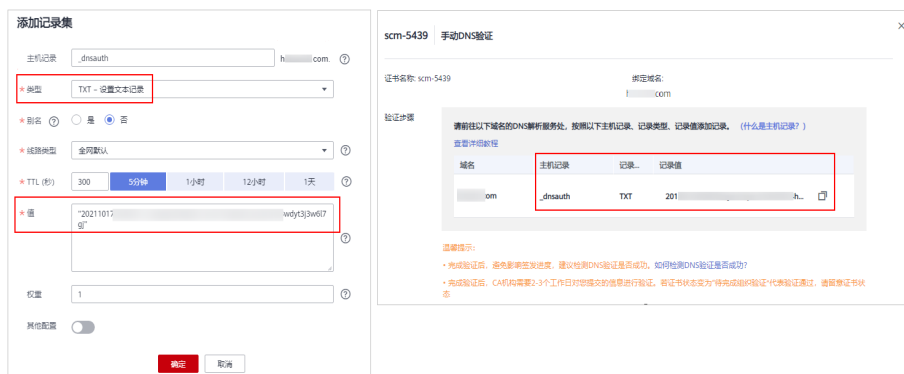 添加记录集
主机记录 _dnsauth h com. ?
* 类型 TXT – 设置文本记录
* 别名 ? 是 否
* 线路类型 全网默认 ?
* TTL (秒) 300 5分钟 1小时 12小时 1天 ?
* 值 "20211017 wdyt3j3w6l7
gj" ?
权重 1 ?
其他配置
确定 取消
scm-5439 手动DNS验证 ×
证书名称: scm-5439 绑定域名:
h com
验证步骤 请前往以下域名的DNS解析服务处，按照以下主机记录、记录类型、记录值添加记录。 (什么是主机记录？)
查看详细教程
域名 主机记录 记录... 记录值
om _dnsauth TXT 201 h...
温馨提示:
• 完成验证后，避免影响签发进度，建议检测DNS验证是否成功。如何检测DNS验证是否成功?
• 完成验证后，CA机构需要2-3个工作日对您提交的信息进行验证。若证书状态变为"待完成组织验证"代表验证通过，请留意证书状
态